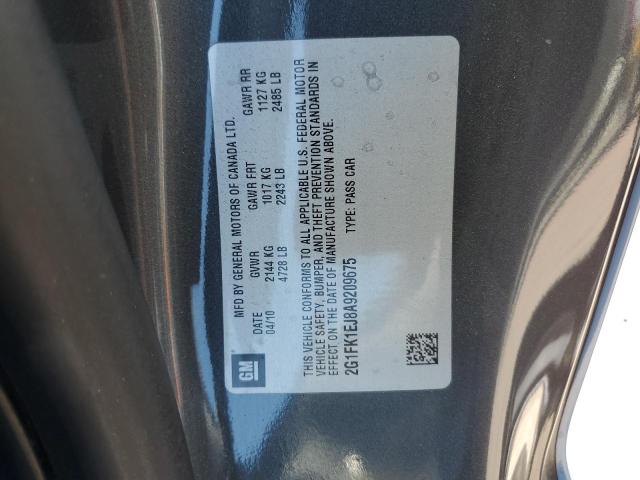 GM
MFD BY GENERAL MOTORS OF CANADA LTD.
DATE GVWR GAWR FRT GAWR RR
04/10 2144 KG 1017 KG 1127 KG
4728 LB 2243 LB 2485 LB
THIS VEHICLE CONFORMS TO ALL APPLICABLE U.S. FEDERAL MOTOR
VEHICLE SAFETY, BUMPER, AND THEFT PREVENTION STANDARDS IN
EFFECT ON THE DATE OF MANUFACTURE SHOWN ABOVE.
2G1FK1EJ8A9209675 TYPE: PASS CAR